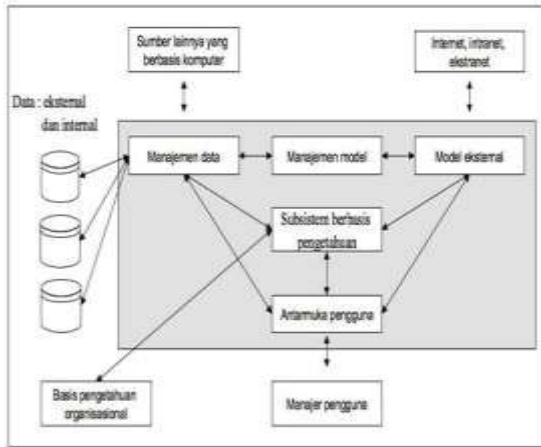 Sumber lainnya yang
berbasis komputer
Internet, intranet,
ekstranet
Data : eksternal
dan internal
Manajemen data
Manajemen model
Model eksternal
Subsistem berbasis
pengetahuan
Antarmuka pengguna
Basis pengetahuan
organisasional
Manajer pengguna